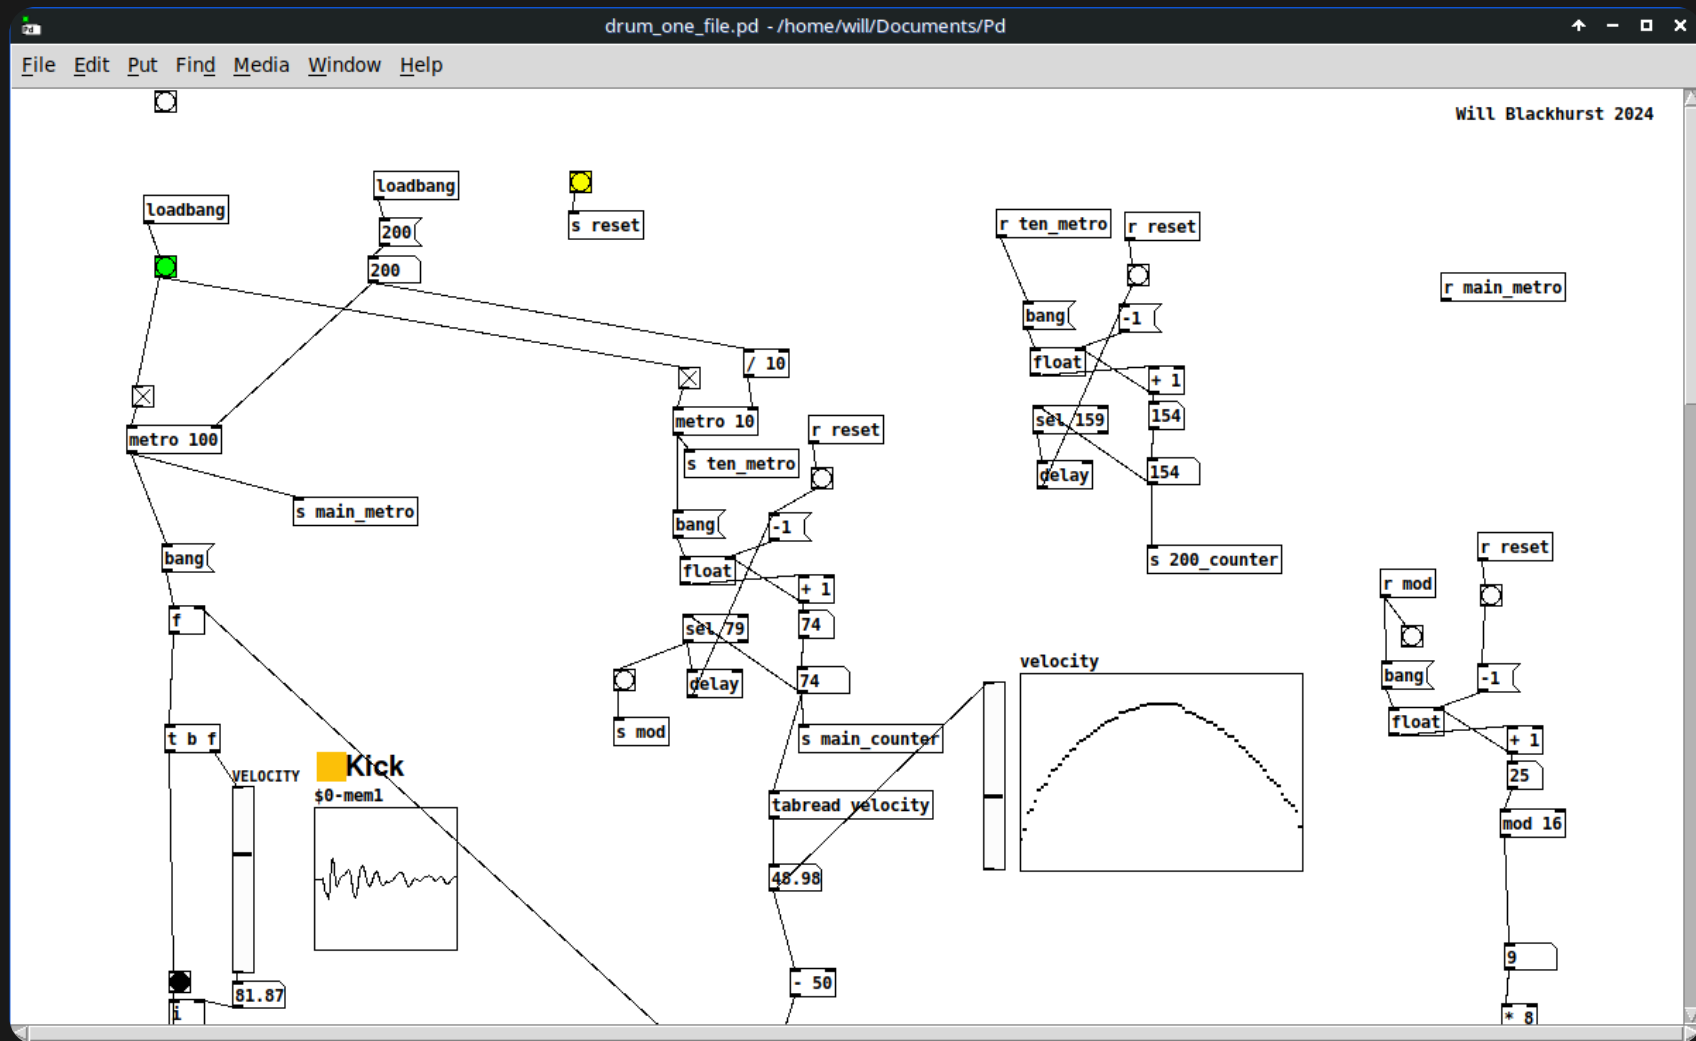 drum_one_file.pd - /home/will/Documents/Pd
File Edit Put Find Media Window Help
Will Blackhurst 2024
loadbang
loadbang
200
200
s reset
r ten_metro
r reset
r main_metro
bang
-1
float
+ 1
/ 10
metro 10
metro 100
s ten_metro
r reset
sel 159
154
delay
154
s main_metro
bang
-1
bang
float
+ 1
s 200_counter
r reset
r mod
f
sel 79
74
delay
74
velocity
bang
-1
float
+ 1
s mod
s main_counter
t b f
VELOCITY
Kick
$0-mem1
25
tabread velocity
mod 16
48.98
9
- 50
81.87
i
* 8